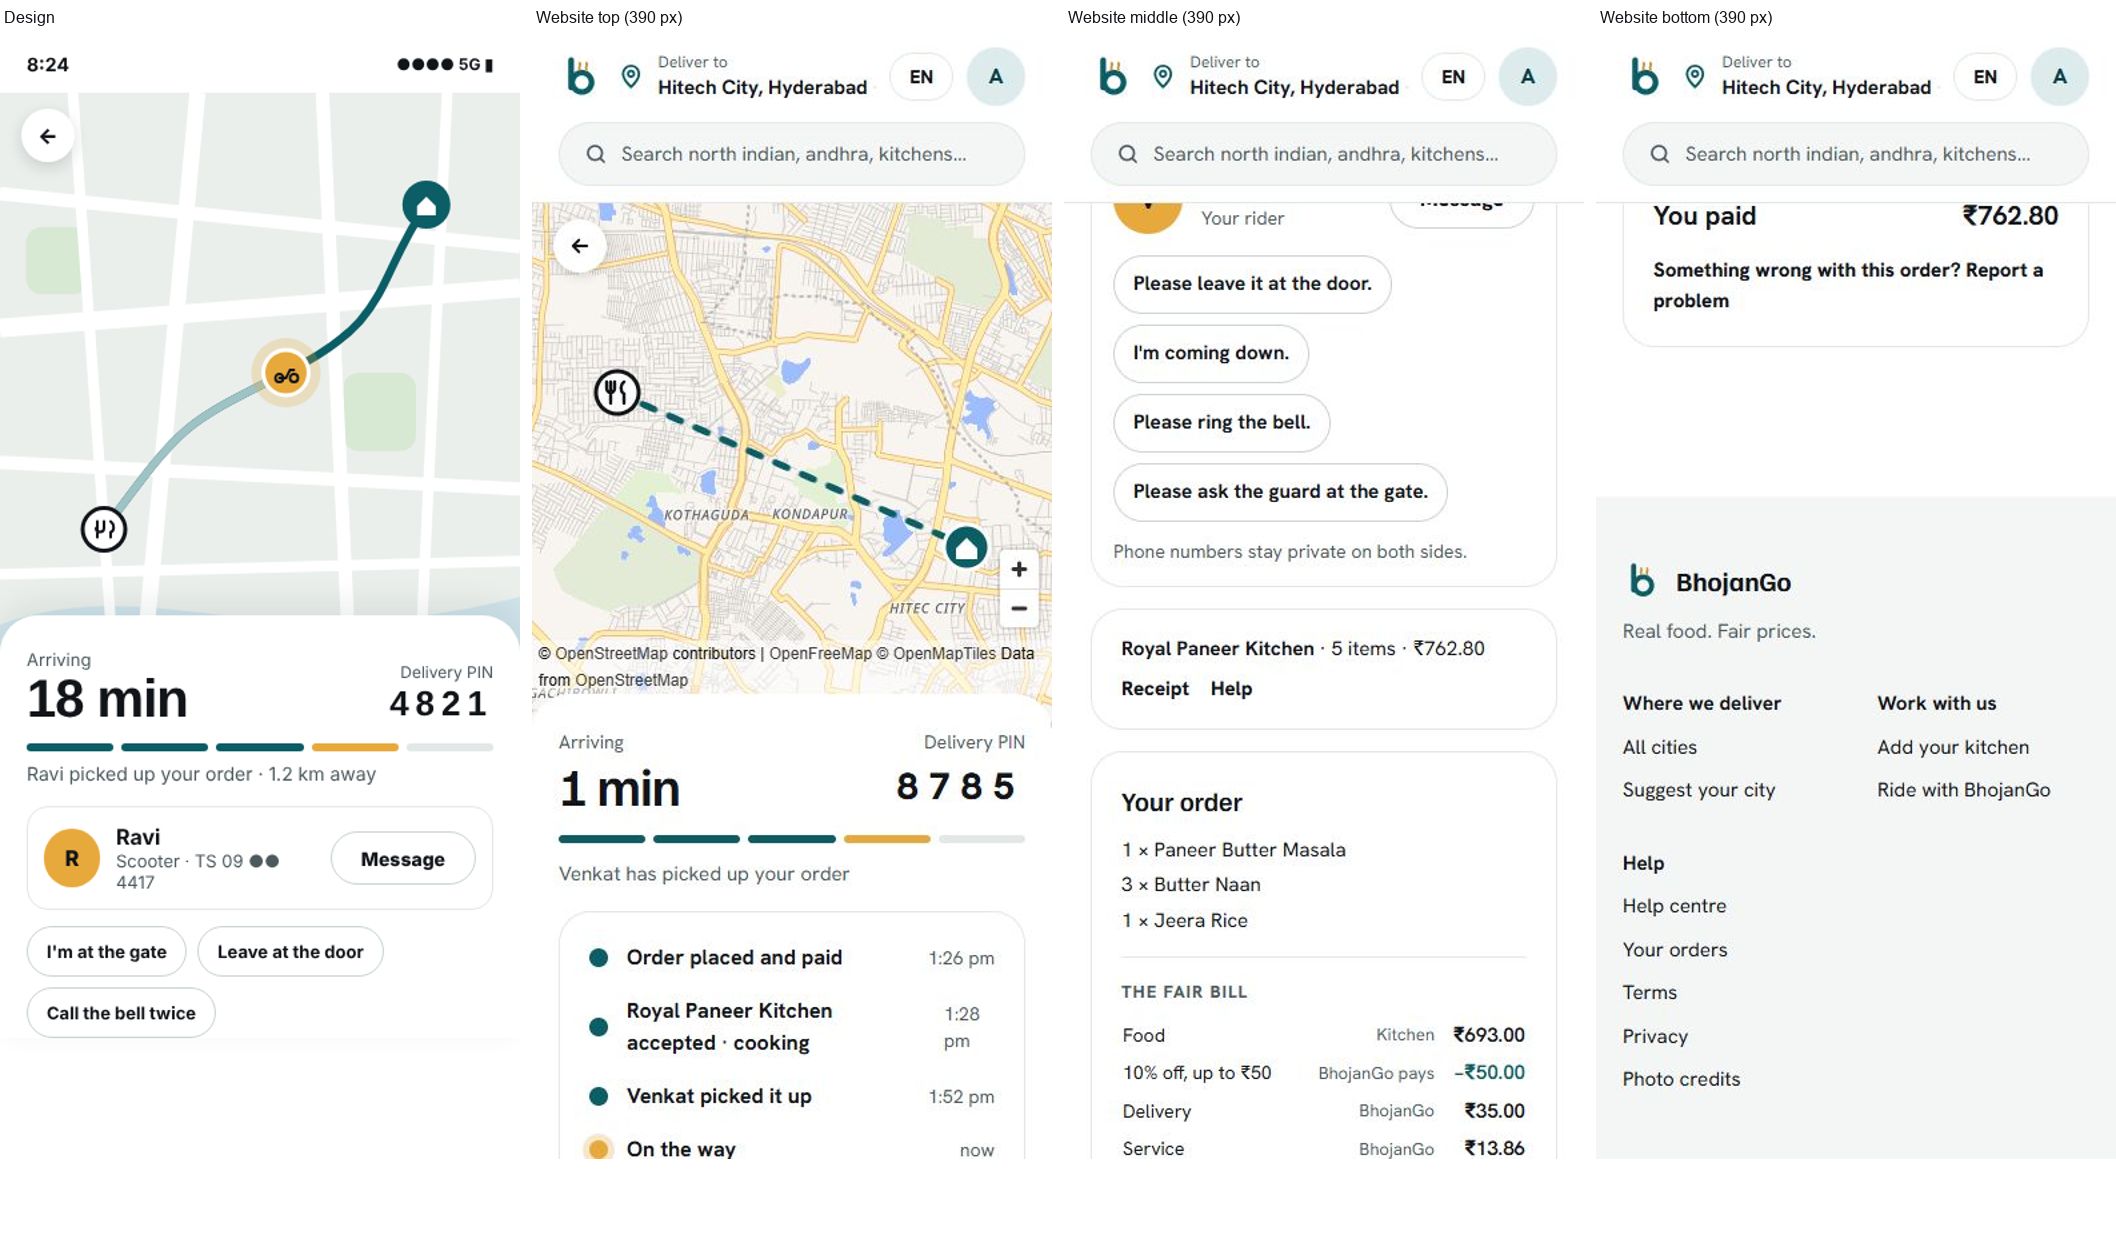 Design
8:24
5G
Arriving
18 min
Delivery PIN
4821
Ravi picked up your order · 1.2 km away
R
Ravi
Scooter · TS 09 ●●
4417
Message
I'm at the gate
Leave at the door
Call the bell twice
Website top (390 px)
Deliver to
Hitech City, Hyderabad
EN
A
Search north indian, andhra, kitchens...
KOTHAGUDA
KONDAPUR
HITEC CITY
+
−
© OpenStreetMap contributors | OpenFreeMap © OpenMapTiles Data
from OpenStreetMap
GACHIBOWLI
Arriving
1 min
Delivery PIN
8785
Venkat has picked up your order
Order placed and paid
1:26 pm
Royal Paneer Kitchen
accepted · cooking
1:28
pm
Venkat picked it up
1:52 pm
On the way
now
Website middle (390 px)
Deliver to
Hitech City, Hyderabad
EN
A
Search north indian, andhra, kitchens...
Your rider
Message
Please leave it at the door.
I'm coming down.
Please ring the bell.
Please ask the guard at the gate.
Phone numbers stay private on both sides.
Royal Paneer Kitchen · 5 items · ₹762.80
Receipt Help
Your order
1 × Paneer Butter Masala
3 × Butter Naan
1 × Jeera Rice
THE FAIR BILL
Food Kitchen ₹693.00
10% off, up to ₹50 BhojanGo pays −₹50.00
Delivery BhojanGo ₹35.00
Service BhojanGo ₹13.86
Website bottom (390 px)
Deliver to
Hitech City, Hyderabad
EN
A
Search north indian, andhra, kitchens...
You paid ₹762.80
Something wrong with this order? Report a
problem
BhojanGo
Real food. Fair prices.
Where we deliver
All cities
Suggest your city
Work with us
Add your kitchen
Ride with BhojanGo
Help
Help centre
Your orders
Terms
Privacy
Photo credits